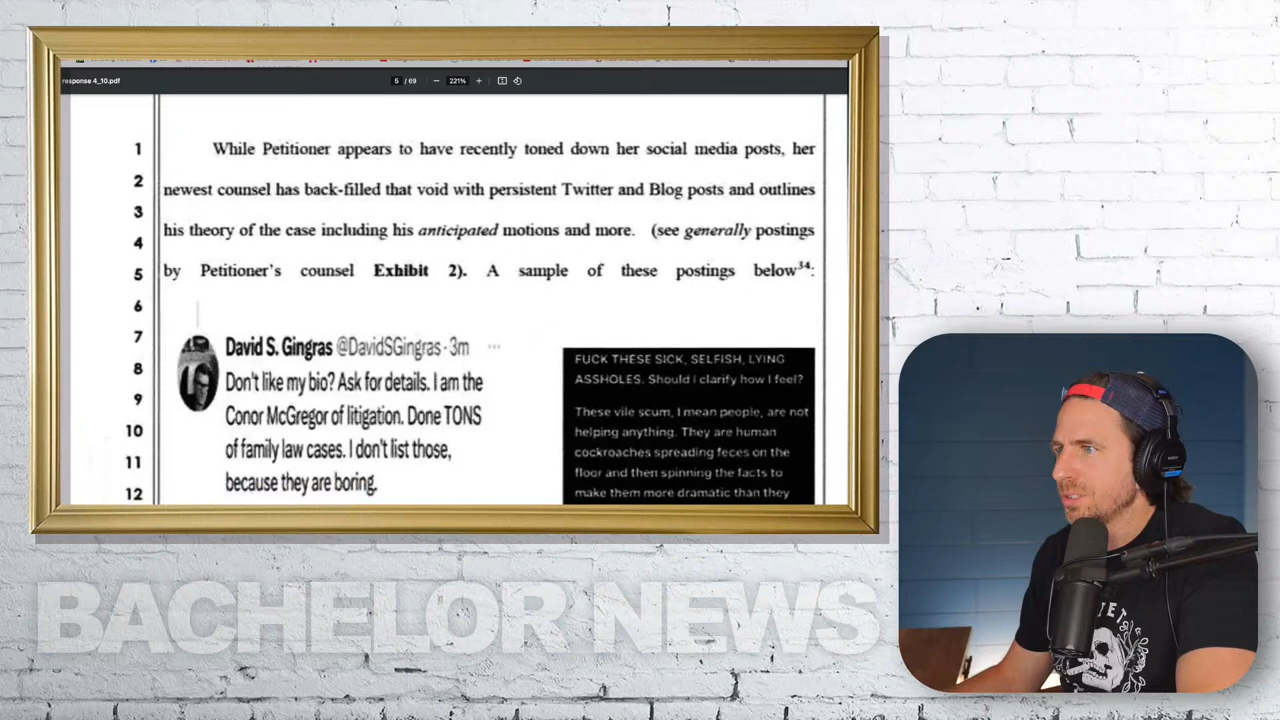 response 4_10.pdf
5 / 69
221%
1 While Petitioner appears to have recently toned down her social media posts, her
2 newest counsel has back-filled that void with persistent Twitter and Blog posts and outlines
3
4 his theory of the case including his anticipated motions and more. (see generally postings
5 by Petitioner's counsel Exhibit 2). A sample of these postings below34:
6
7 David S. Gingras @DavidSGingras · 3m
8 Don't like my bio? Ask for details. I am the
9 Conor McGregor of litigation. Done TONS
10 of family law cases. I don't list those,
11
12 because they are boring.
FUCK THESE SICK, SELFISH, LYING
ASSHOLES. Should I clarify how I feel?
These vile scum, I mean people, are not
helping anything. They are human
cockroaches spreading feces on the
floor and then spinning the facts to
make them more dramatic than they
BACHELOR NEWS
SONY